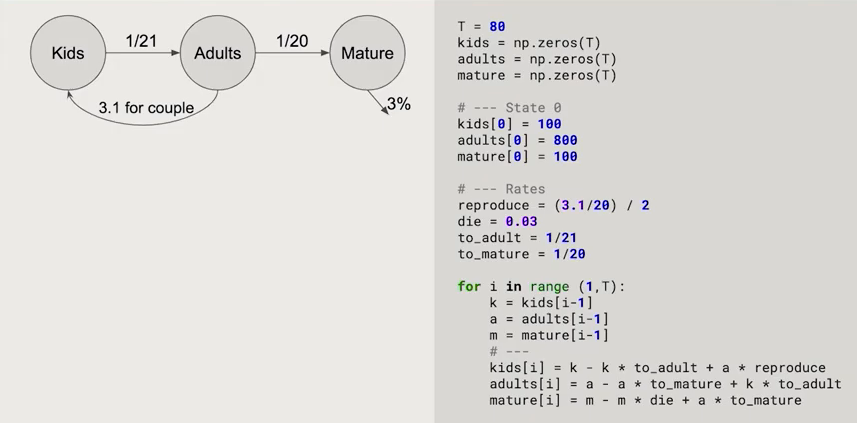 Kids
1/21
Adults
1/20
Mature
3.1 for couple
3%
T = 80
kids = np.zeros(T)
adults = np.zeros(T)
mature = np.zeros(T)
# --- State 0
kids[0] = 100
adults[0] = 800
mature[0] = 100
# --- Rates
reproduce = (3.1/20) / 2
die = 0.03
to_adult = 1/21
to_mature = 1/20
for i in range (1,T):
    k = kids[i-1]
    a = adults[i-1]
    m = mature[i-1]
    # ---
    kids[i] = k - k * to_adult + a * reproduce
    adults[i] = a - a * to_mature + k * to_adult
    mature[i] = m - m * die + a * to_mature